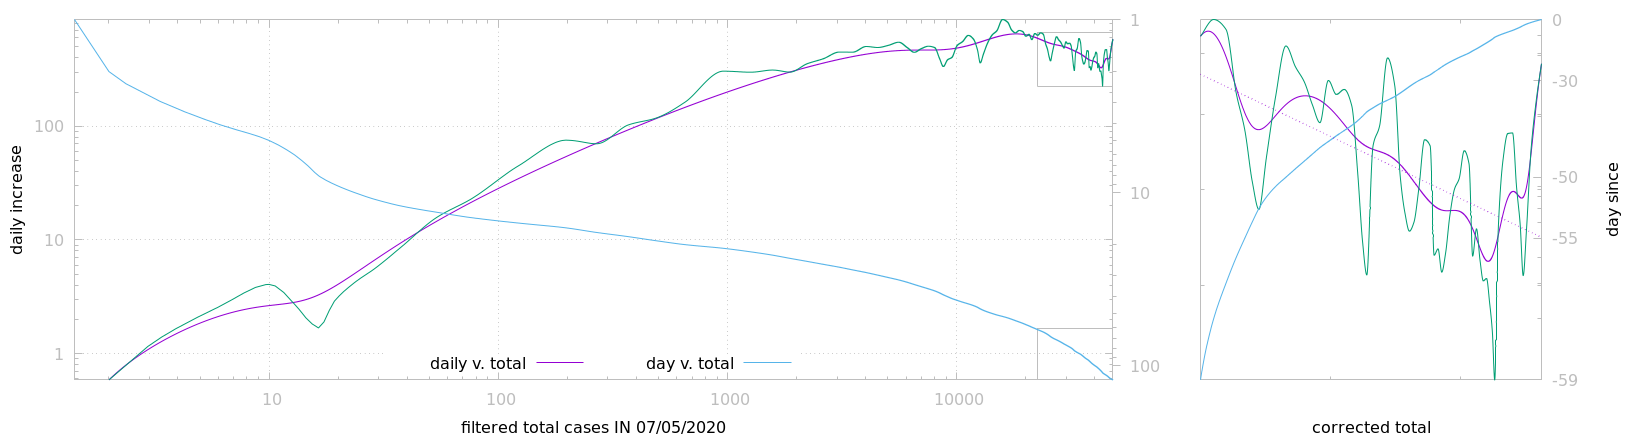 daily increase
100
10
1
10
100
1000
10000
filtered total cases IN 07/05/2020
daily v. total
day v. total
1
10
100
0
-30
-50
-55
-59
day since
corrected total